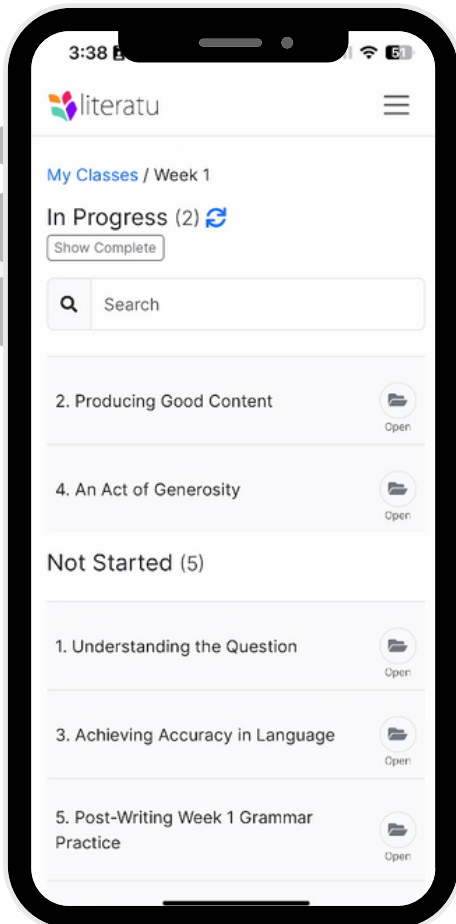 3:38
literatu
My Classes / Week 1
In Progress (2)
Show Complete
Search
2. Producing Good Content
Open
4. An Act of Generosity
Open
Not Started (5)
1. Understanding the Question
Open
3. Achieving Accuracy in Language
Open
5. Post-Writing Week 1 Grammar
Practice
Open